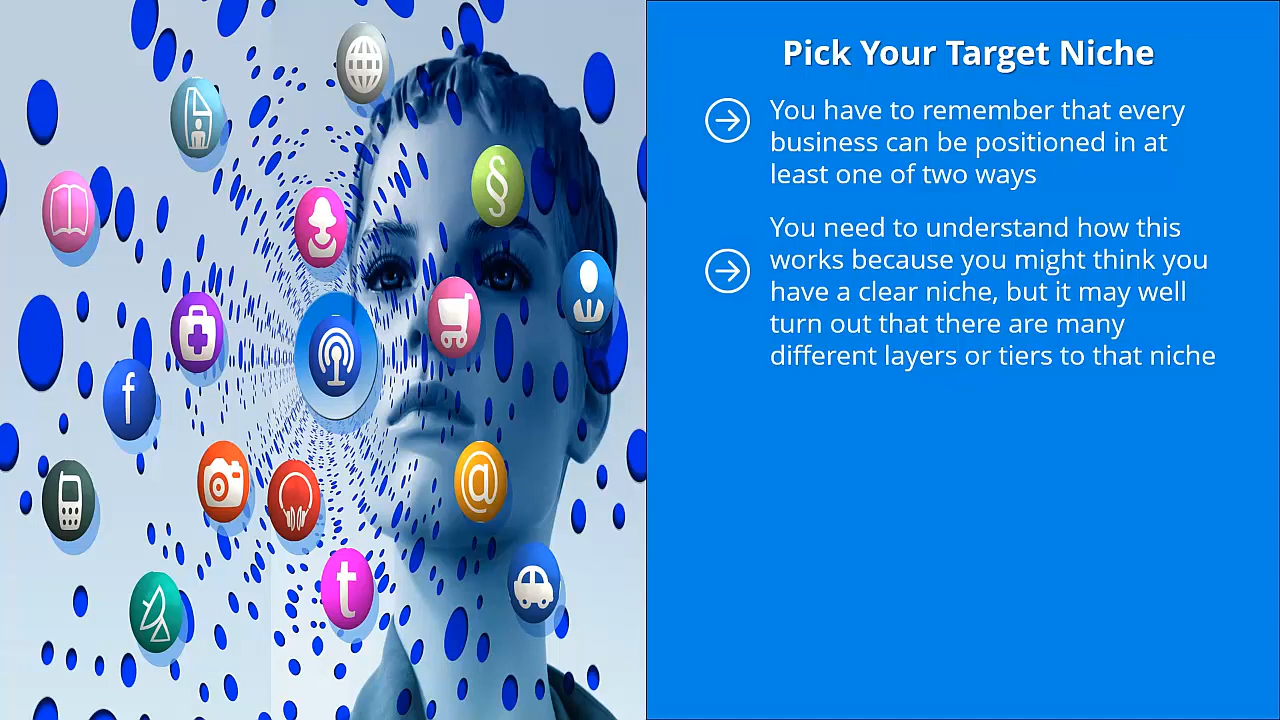 Pick Your Target Niche
You have to remember that every
business can be positioned in at
least one of two ways
You need to understand how this
works because you might think you
have a clear niche, but it may well
turn out that there are many
different layers or tiers to that niche
§
f
@
t